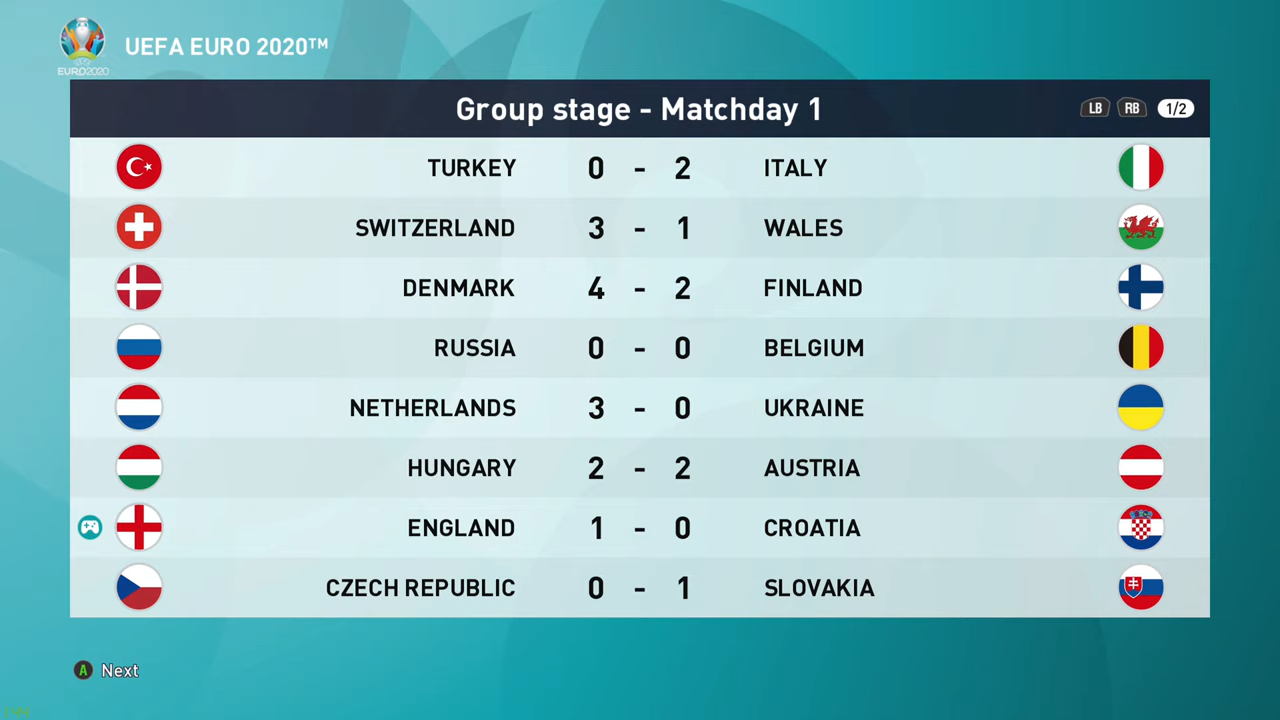 UEFA EURO 2020™
EURO2020
Group stage - Matchday 1
LB RB 1/2
TURKEY 0 - 2 ITALY
SWITZERLAND 3 - 1 WALES
DENMARK 4 - 2 FINLAND
RUSSIA 0 - 0 BELGIUM
NETHERLANDS 3 - 0 UKRAINE
HUNGARY 2 - 2 AUSTRIA
ENGLAND 1 - 0 CROATIA
CZECH REPUBLIC 0 - 1 SLOVAKIA
A Next